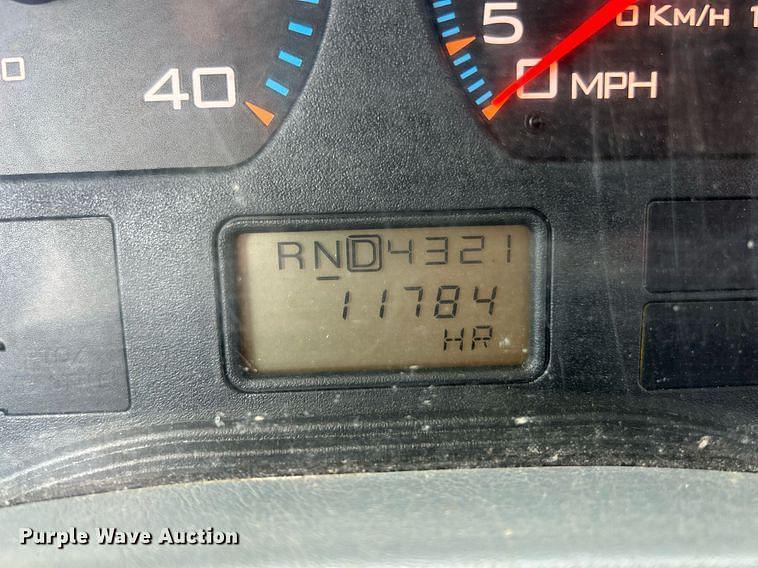 5
0 KM/H
40
0 MPH
RND4321
11784
HR
Purple Wave Auction